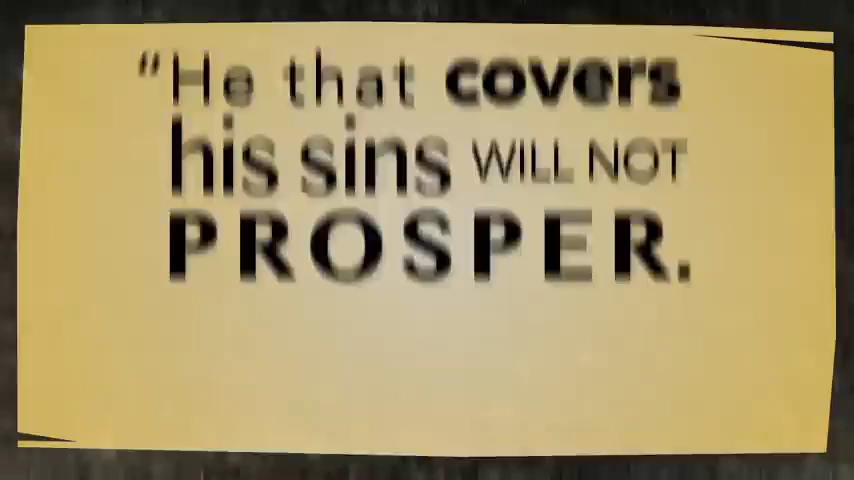 “He that covers
his sins WILL NOT
PROSPER.